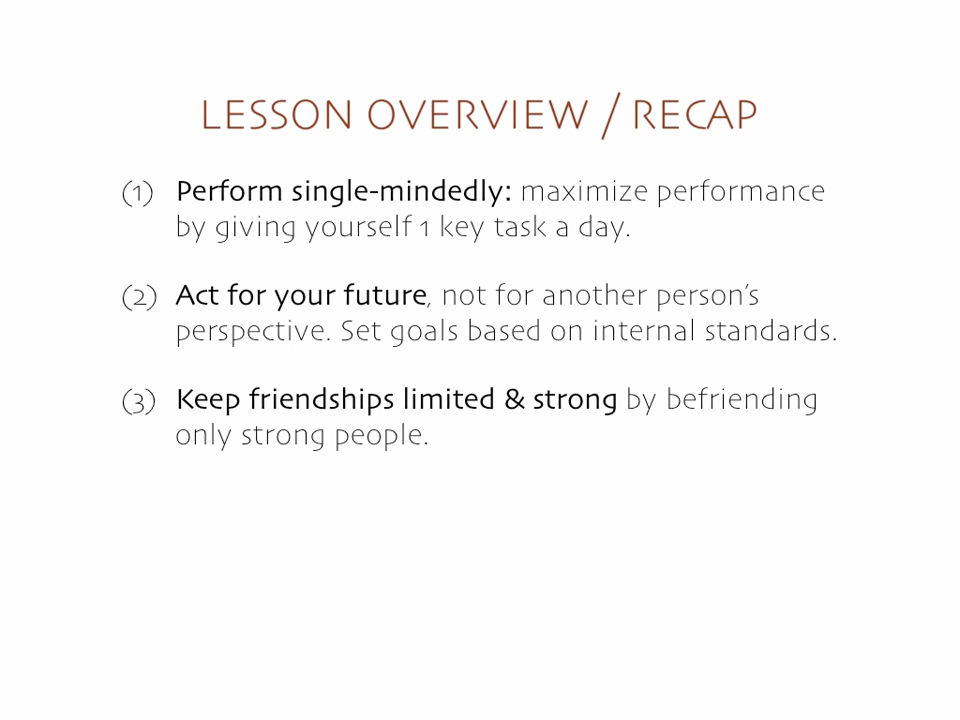 LESSON OVERVIEW / RECAP
(1) Perform single-mindedly: maximize performance
by giving yourself 1 key task a day.
(2) Act for your future, not for another person's
perspective. Set goals based on internal standards.
(3) Keep friendships limited & strong by befriending
only strong people.